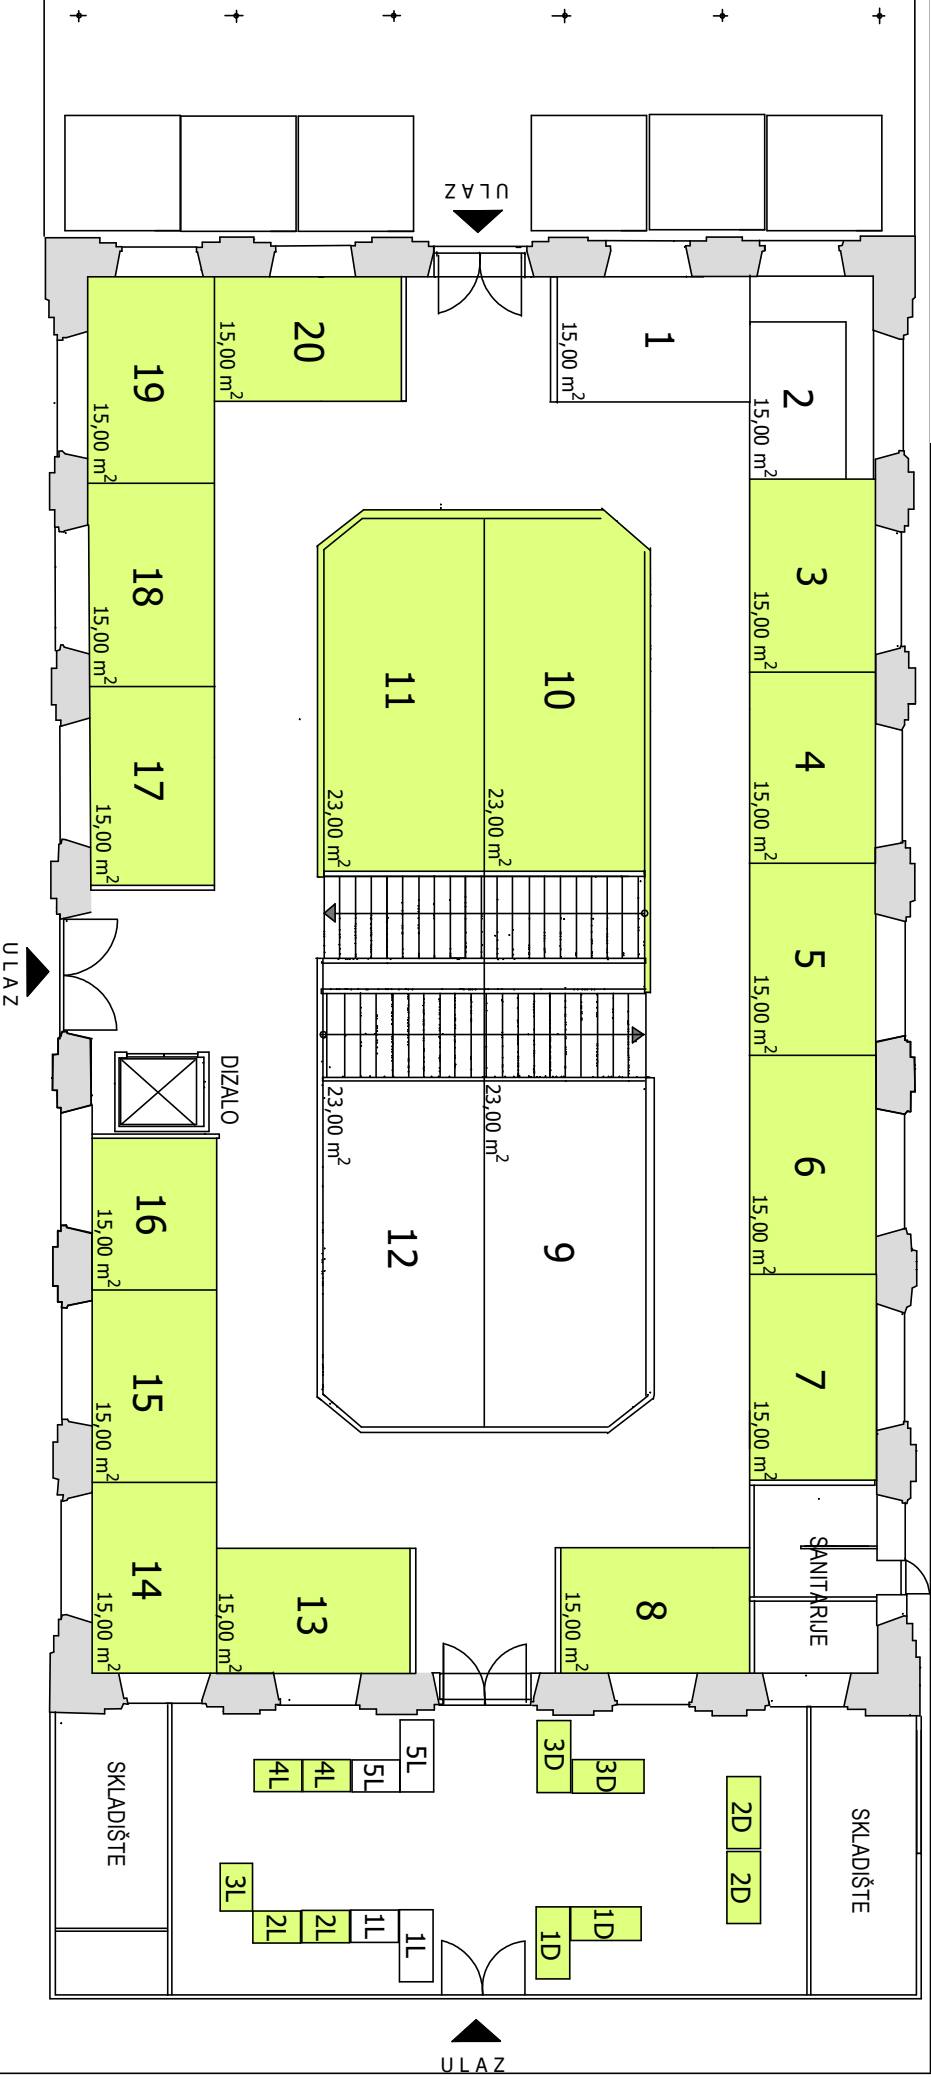 ULAZ
20
15,00 m²
1
15,00 m²
19
15,00 m²
2
15,00 m²
18
15,00 m²
3
15,00 m²
11
23,00 m²
10
23,00 m²
17
15,00 m²
4
15,00 m²
5
15,00 m²
ULAZ
DIZALO
16
15,00 m²
12
23,00 m²
9
23,00 m²
6
15,00 m²
15
15,00 m²
7
15,00 m²
14
15,00 m²
13
15,00 m²
8
15,00 m²
SANITARIJE
SKLADIŠTE
4L
4L
5L
5L
3D
3D
2D
2D
SKLADIŠTE
3L
2L
2L
1L
1L
1D
1D
ULAZ